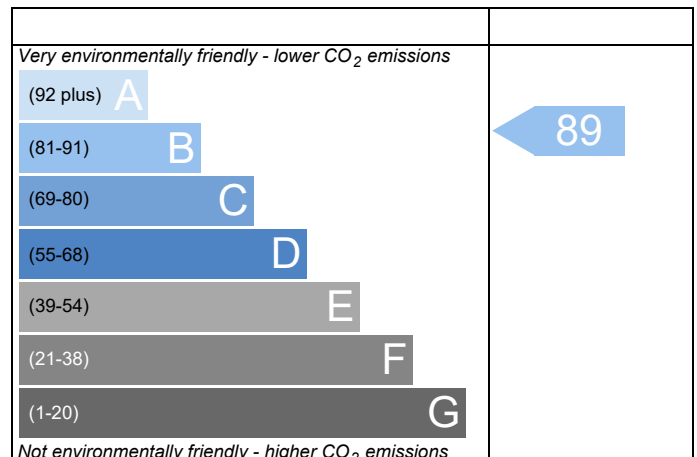 Very environmentally friendly - lower CO2 emissions
(92 plus) A
(81-91) B
89
(69-80) C
(55-68) D
(39-54) E
(21-38) F
(1-20) G
Not environmentally friendly - higher CO2 emissions